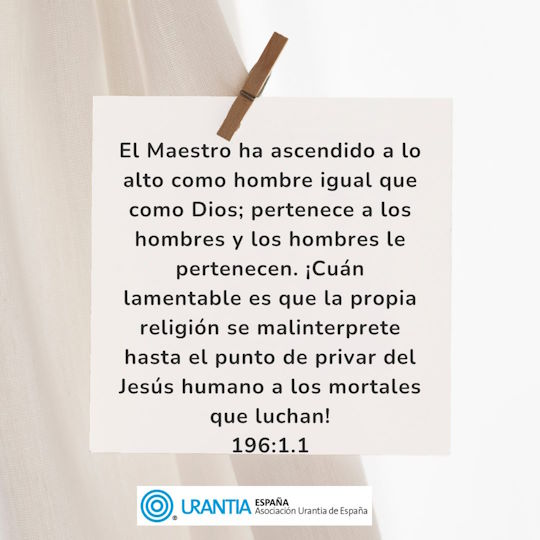 El Maestro ha ascendido a lo
alto como hombre igual que
como Dios; pertenece a los
hombres y los hombres le
pertenecen. ¡Cuán
lamentable es que la propia
religión se malinterprete
hasta el punto de privar del
Jesús humano a los mortales
que luchan!
196:1.1
URANTIA ESPAÑA
® Asociación Urantia de España